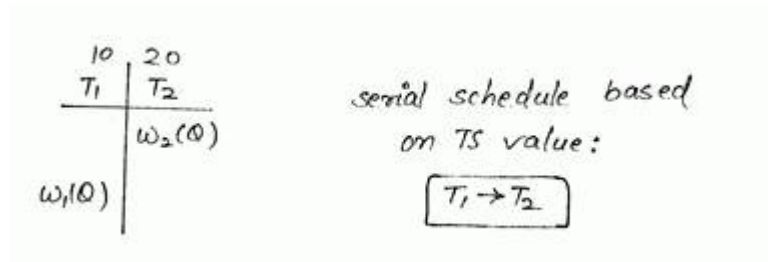 10 20
T₁ T₂
W₂(Q)
W₁(Q)
serial schedule based
on TS value:
T₁ → T₂